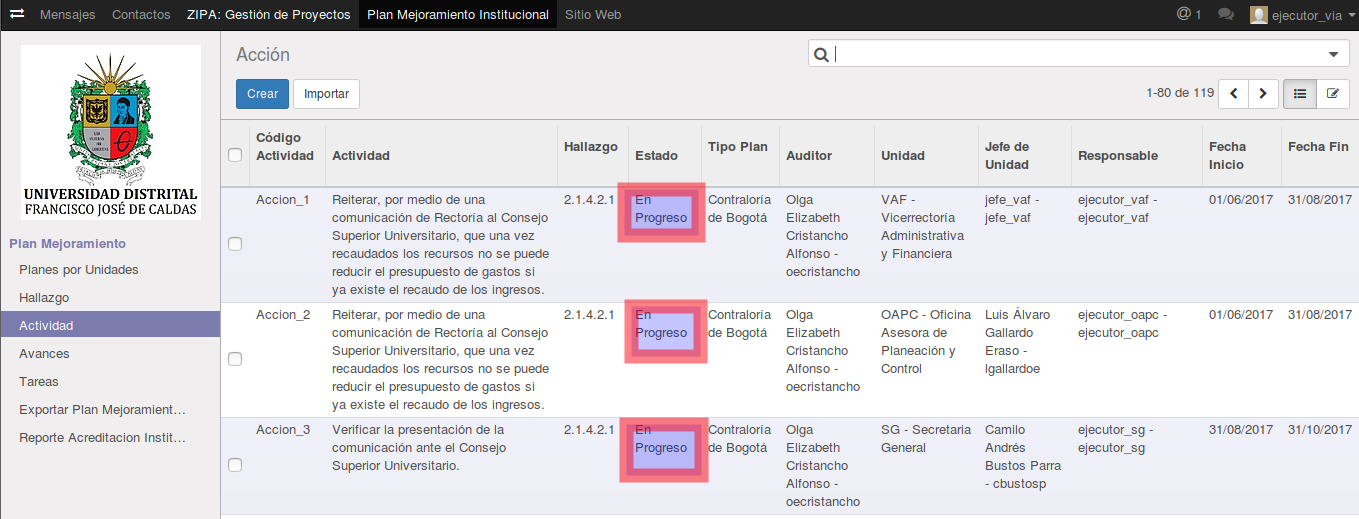 Mensajes Contactos ZIPA: Gestión de Proyectos Plan Mejoramiento Institucional Sitio Web @ 1 ejecutor_via
UNIVERSIDAD DISTRITAL
FRANCISCO JOSÉ DE CALDAS
Plan Mejoramiento
Planes por Unidades
Hallazgo
Actividad
Avances
Tareas
Exportar Plan Mejoramient...
Reporte Acreditacion Instit...
Acción
Crear Importar
1-80 de 119
Código Actividad Actividad Hallazgo Estado Tipo Plan Auditor Unidad Jefe de Unidad Responsable Fecha Inicio Fecha Fin
Accion_1 Reiterar, por medio de una 2.1.4.2.1 En Contraloría Olga VAF - jefe_vaf - ejecutor_vaf - 01/06/2017 31/08/2017
comunicación de Rectoría al Consejo Progreso de Bogotá Elizabeth Vicerrectoría jefe_vaf ejecutor_vaf
Superior Universitario, que una vez Cristancho Administrativa
recaudados los recursos no se puede Alfonso - y Financiera
reducir el presupuesto de gastos si oecristancho
ya existe el recaudo de los ingresos.
Accion_2 Reiterar, por medio de una 2.1.4.2.1 En Contraloría Olga OAPC - Oficina Luis Álvaro ejecutor_oapc - 01/06/2017 31/08/2017
comunicación de Rectoría al Consejo Progreso de Bogotá Elizabeth Asesora de Gallardo ejecutor_oapc
Superior Universitario, que una vez Cristancho Planeación y Eraso -
recaudados los recursos no se puede Alfonso - Control lgallardoe
reducir el presupuesto de gastos si oecristancho
ya existe el recaudo de los ingresos.
Accion_3 Verificar la presentación de la 2.1.4.2.1 En Contraloría Olga SG - Secretaria Camilo ejecutor_sg - 31/08/2017 31/10/2017
comunicación ante el Consejo Progreso de Bogotá Elizabeth General Andrés ejecutor_sg
Superior Universitario. Cristancho Bustos Parra
Alfonso - - cbustosp
oecristancho